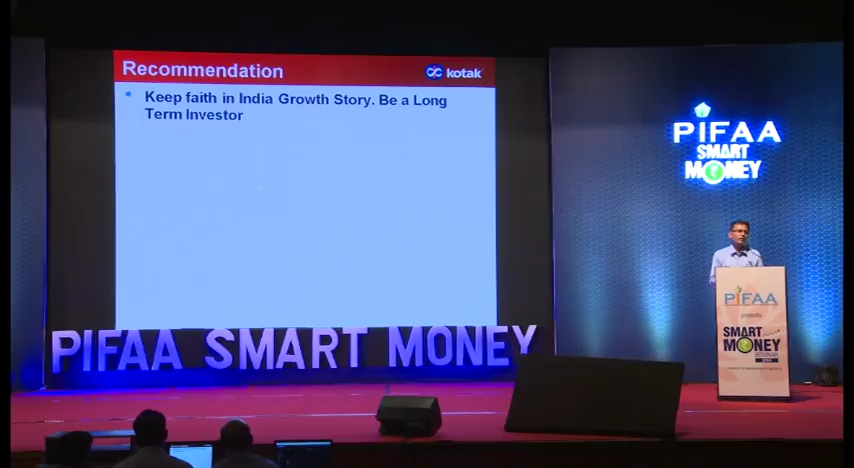 Recommendation
kotak
Keep faith in India Growth Story. Be a Long
Term Investor
PIFAA
SMART
MONEY
PIFAA SMART MONEY
PIFAA
presents
SMART
MONEY